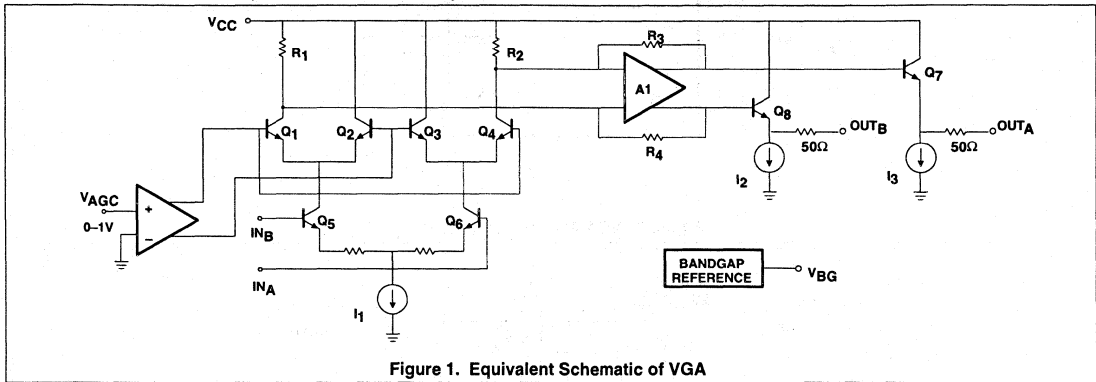 VCC
R1
R2
R3
A1
Q7
Q8
Q1
Q2
Q3
Q4
OUTB
OUTA
50Ω
50Ω
R4
I2
I3
VAGC
+
0–1V
–
Q5
Q6
INB
INA
I1
BANDGAP
REFERENCE
VBG
Figure 1. Equivalent Schematic of VGA